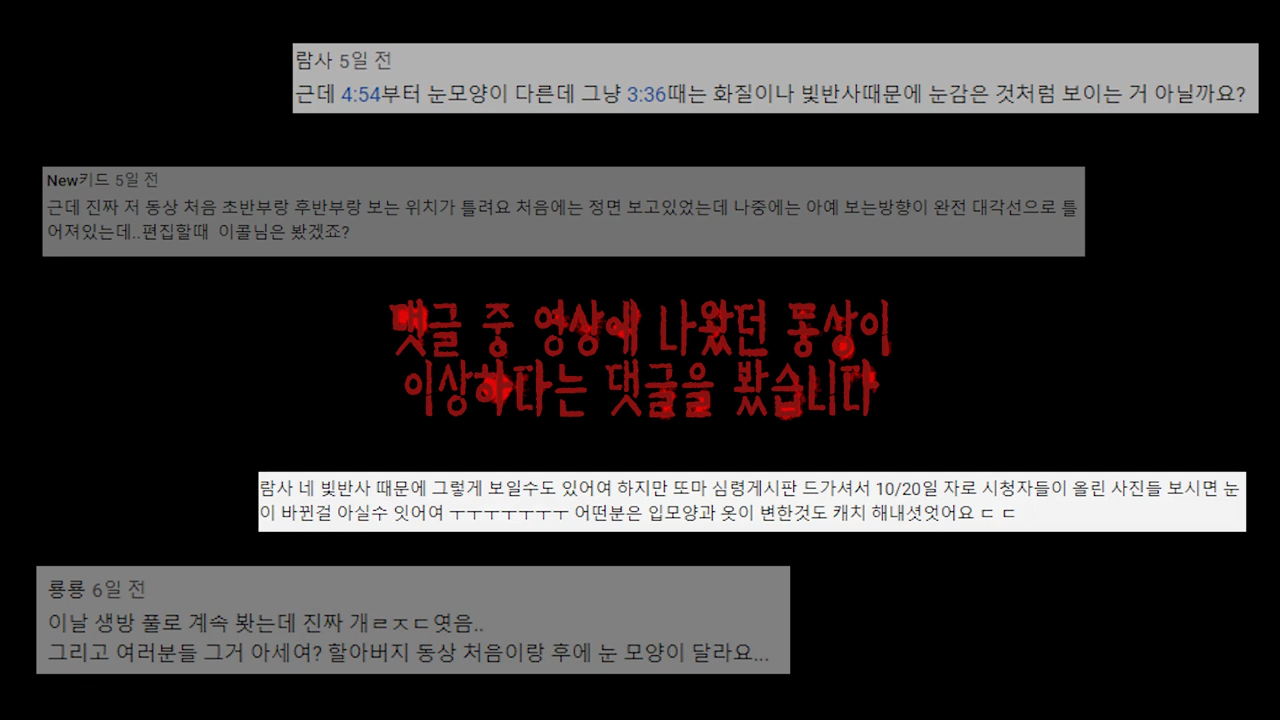 람사 5일 전
근데 4:54부터 눈모양이 다른데 그냥 3:36때는 화질이나 빛반사때문에 눈감은 것처럼 보이는 거 아닐까요?
New키드 5일 전
근데 진짜 저 동상 처음 초반부랑 후반부랑 보는 위치가 틀려요 처음에는 정면 보고있었는데 나중에는 아예 보는방향이 완전 대각선으로 틀
어져있는데..편집할때 이콜님은 봤겠죠?
댓글 중 영상에 나왔던 동상이
이상하다는 댓글을 봤습니다
람사 네 빛반사 때문에 그렇게 보일수도 있어여 하지만 또마 심령게시판 드가셔서 10/20일 자로 시청자들이 올린 사진들 보시면 눈
이 바뀐걸 아실수 잇어여 ㅜㅜㅜㅜㅜㅜㅜ 어떤분은 입모양과 옷이 변한것도 캐치 해내셧엇어요 ㄷ ㄷ
룡룡 6일 전
이날 생방 풀로 계속 봣는데 진짜 개ㄹㅈㄷ엿음..
그리고 여러분들 그거 아세여? 할아버지 동상 처음이랑 후에 눈 모양이 달라요...